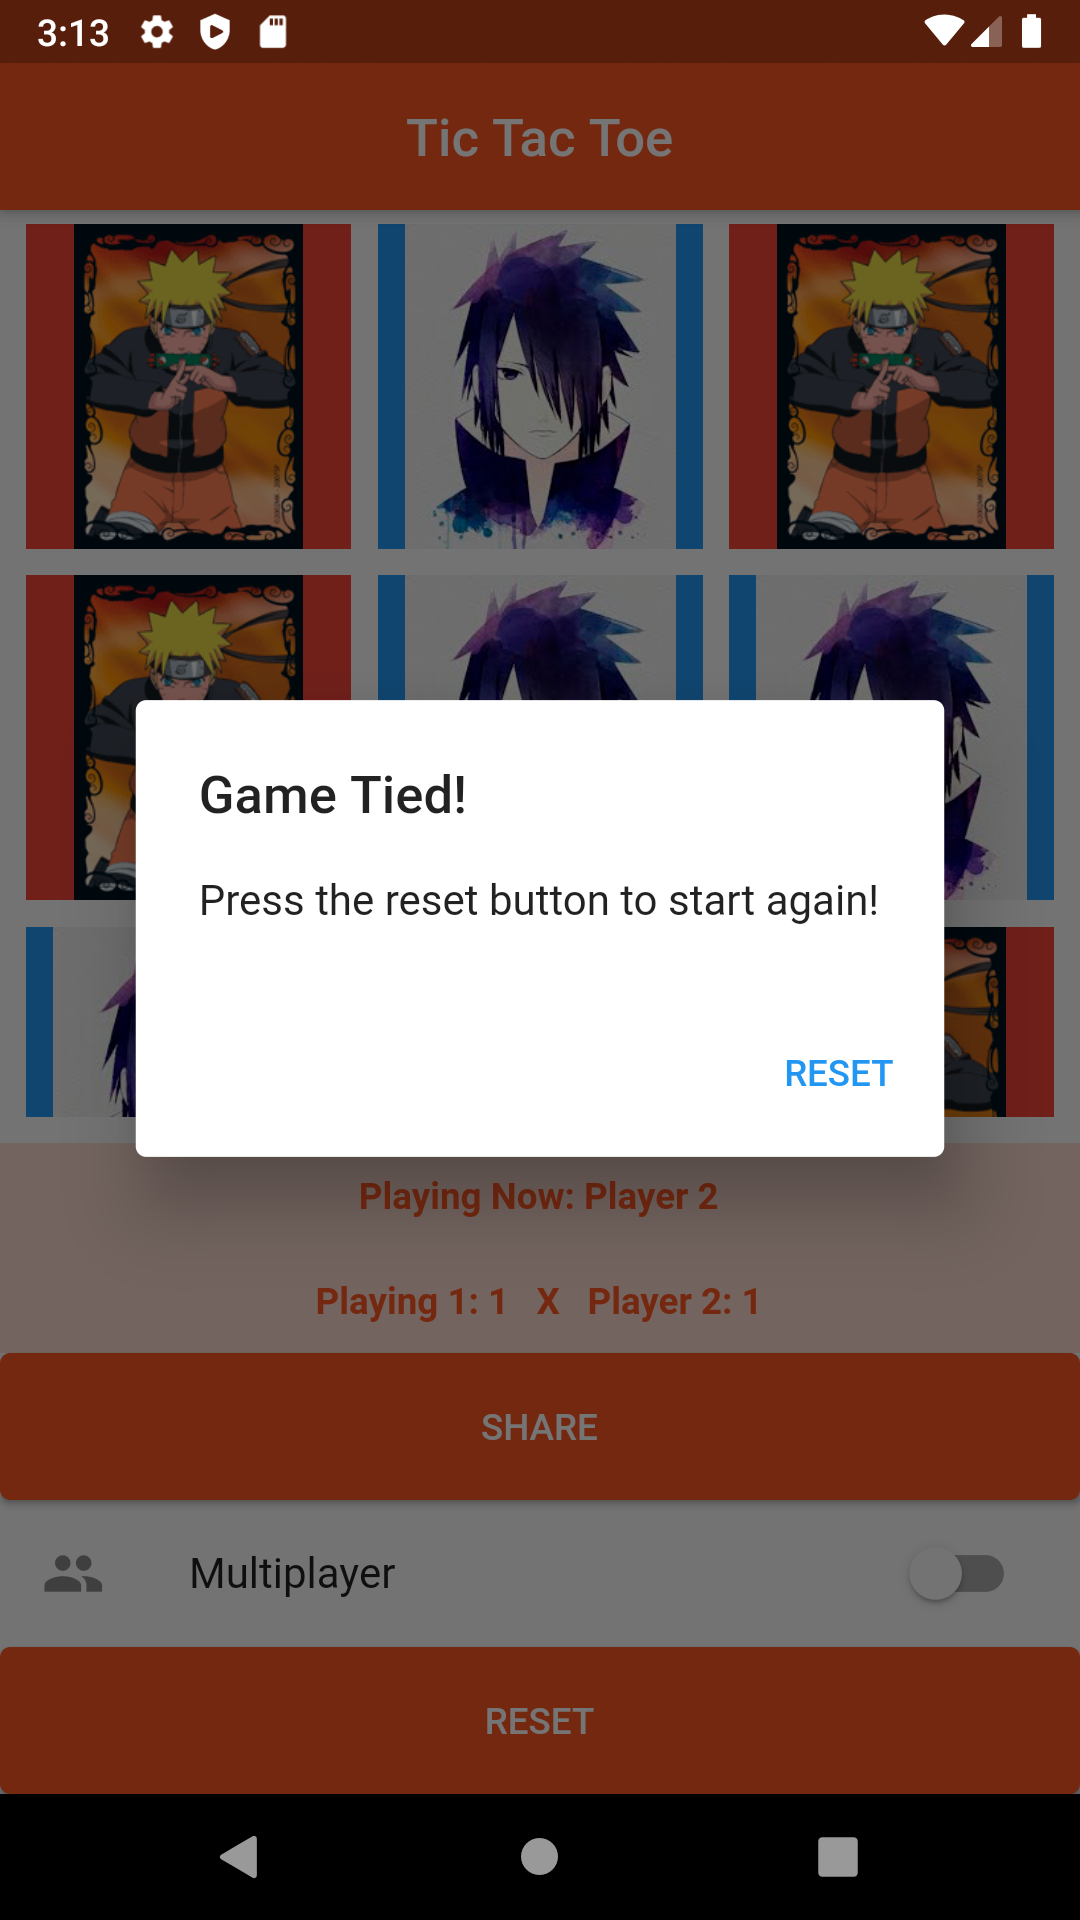 3:13
Tic Tac Toe
Game Tied!
Press the reset button to start again!
RESET
Playing Now: Player 2
Playing 1: 1 X Player 2: 1
SHARE
Multiplayer
RESET